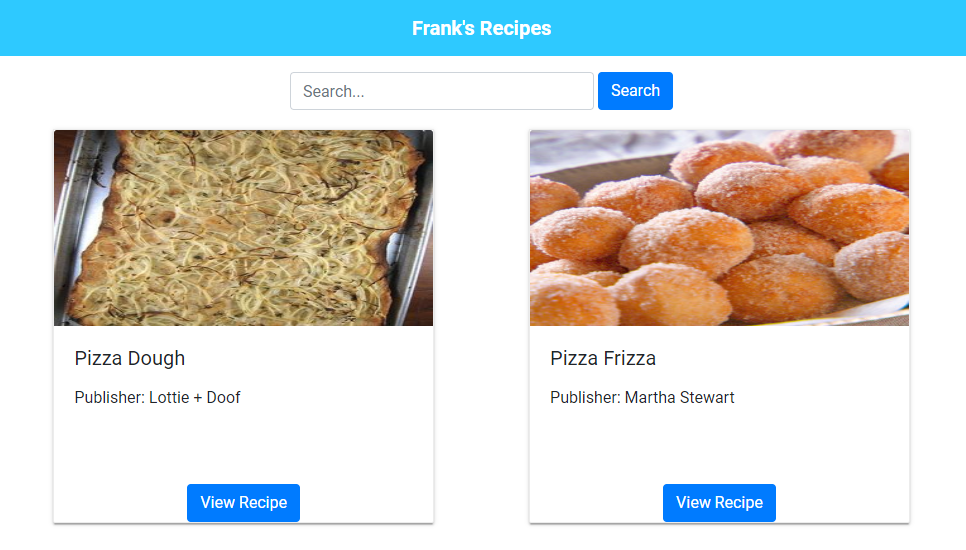 Frank's Recipes
Search...
Search
Pizza Dough
Publisher: Lottie + Doof
View Recipe
Pizza Frizza
Publisher: Martha Stewart
View Recipe